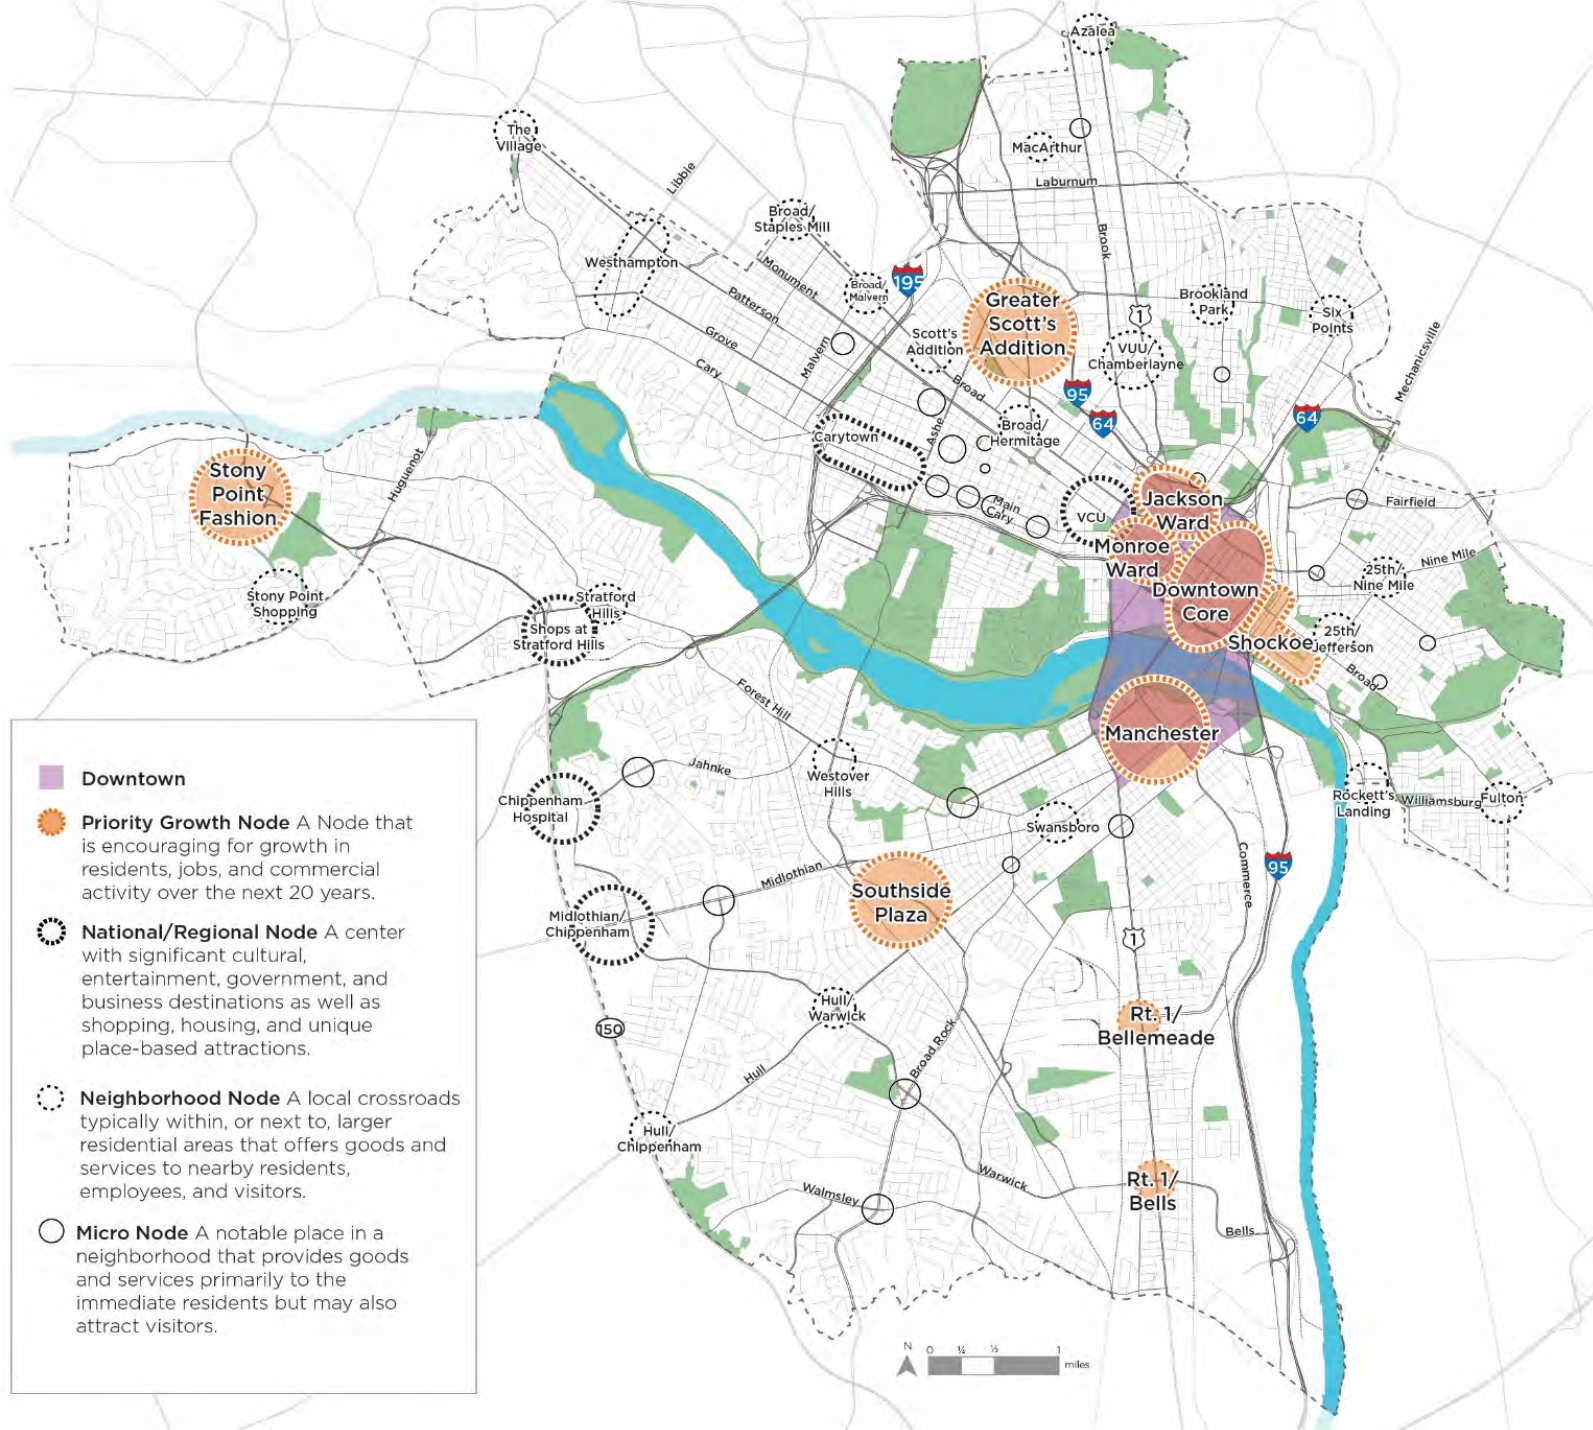 Azalea
The
Village
MacArthur
Laburnum
Libbie
Broad/
Staples Mill
Brook
Westhampton
Monument
Broad/
Malvern
195
Patterson
Greater
Scott's
Addition
Brookland
Park
1
Six
Points
Grove
Malvern
Scott's
Addition
VUU/
Chamberlayne
Mechanicsville
Cary
Broad
95
64
64
Ashe
Broad/
Hermitage
Carytown
Huguenot
Stony
Point
Fashion
Main
Cary
VCU
Jackson
Ward
Fairfield
Monroe
Ward
Nine Mile
25th/
Nine Mile
Downtown
Core
Stony Point
Shopping
Stratford
Hills
Shops at
Stratford Hills
Shockoe
25th/
Jefferson
Broad
Forest Hill
Manchester
Jahnke
Westover
Hills
Chippenham
Hospital
Rockett's
Landing
Williamsburg
Fulton
Swansboro
Commerce
95
Midlothian
Southside
Plaza
Midlothian/
Chippenham
1
Hull/
Warwick
Rt. 1/
Bellemeade
150
Broad Rock
Hull
Hull/
Chippenham
Warwick
Rt. 1/
Bells
Walmsley
Bells
Downtown
Priority Growth Node A Node that
is encouraging for growth in
residents, jobs, and commercial
activity over the next 20 years.
National/Regional Node A center
with significant cultural,
entertainment, government, and
business destinations as well as
shopping, housing, and unique
place-based attractions.
Neighborhood Node A local crossroads
typically within, or next to, larger
residential areas that offers goods and
services to nearby residents,
employees, and visitors.
Micro Node A notable place in a
neighborhood that provides goods
and services primarily to the
immediate residents but may also
attract visitors.
N
0 ¼ ½ 1
miles